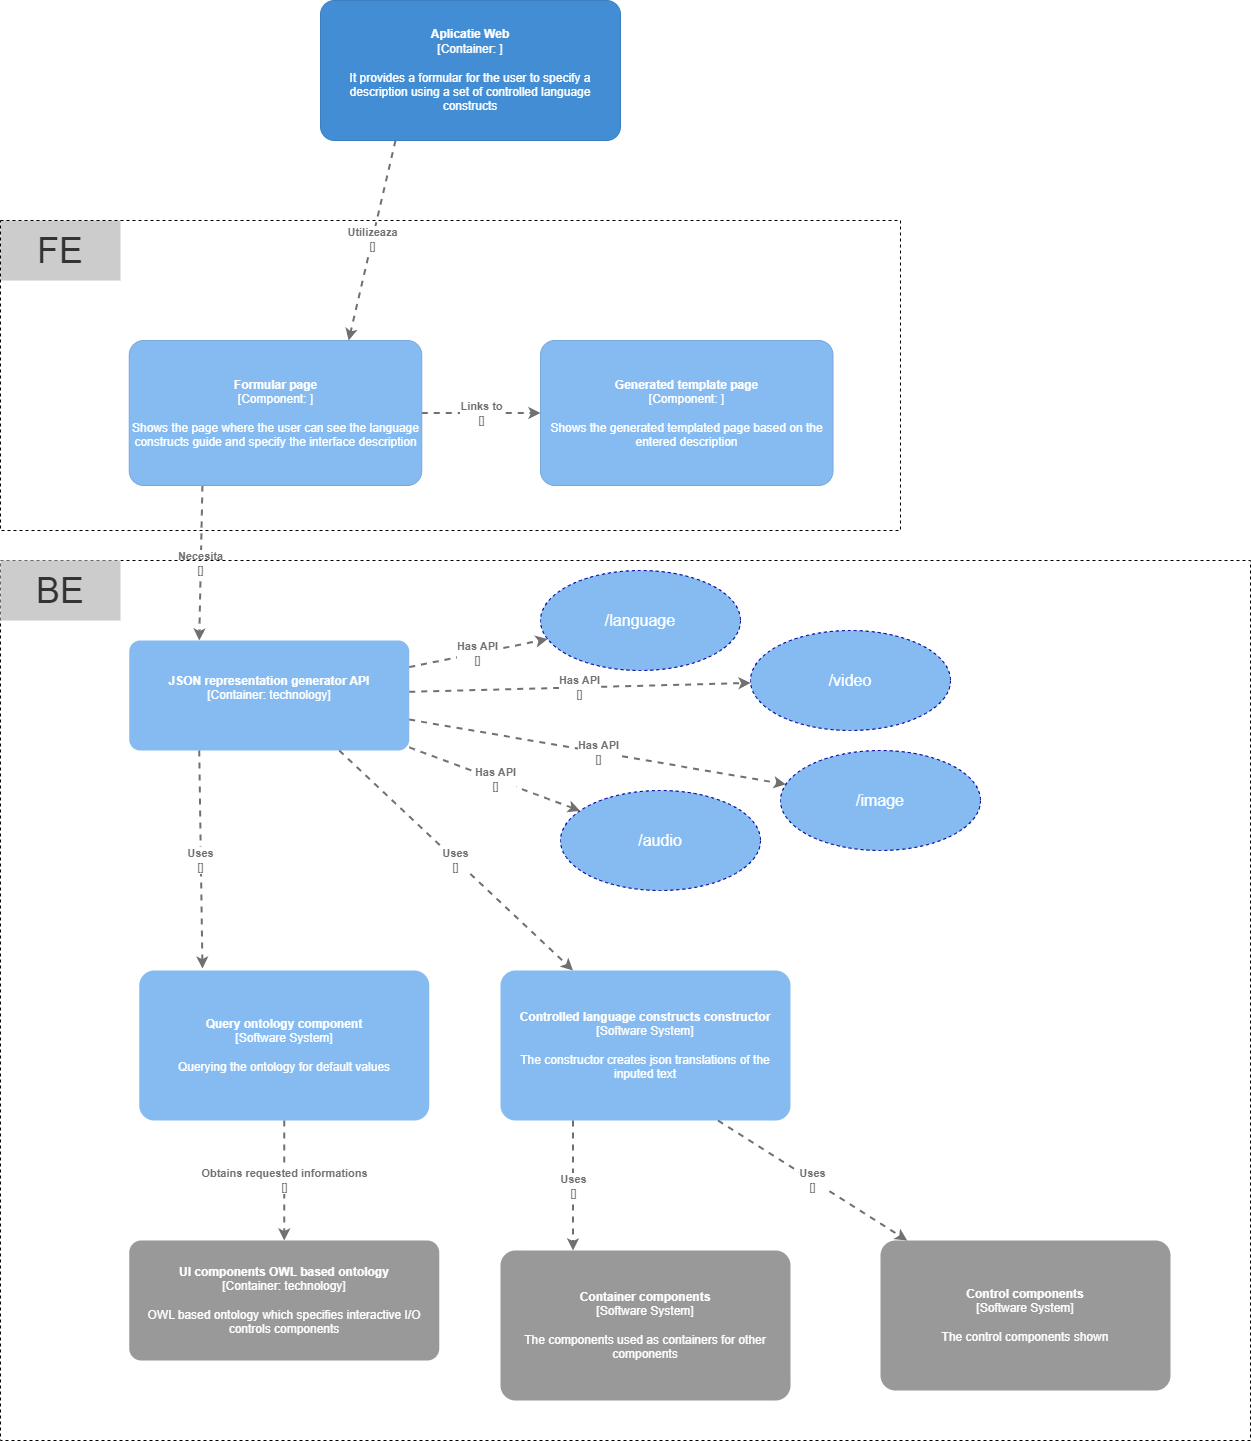 Aplicatie Web
[Container: ]
It provides a formular for the user to specify a
description using a set of controlled language
constructs
Utilizeaza
[]
FE
Formular page
[Component: ]
Shows the page where the user can see the language
constructs guide and specify the interface description
Links to
[]
Generated template page
[Component: ]
Shows the generated templated page based on the
entered description
Necesita
[]
BE
JSON representation generator API
[Container: technology]
Has API
[]
/language
Has API
[]
/video
Has API
[]
/image
Has API
[]
/audio
Uses
[]
Uses
[]
Query ontology component
[Software System]
Querying the ontology for default values
Controlled language constructs constructor
[Software System]
The constructor creates json translations of the
inputed text
Obtains requested informations
[]
Uses
[]
Uses
[]
UI components OWL based ontology
[Container: technology]
OWL based ontology which specifies interactive I/O
controls components
Container components
[Software System]
The components used as containers for other
components
Control components
[Software System]
The control components shown